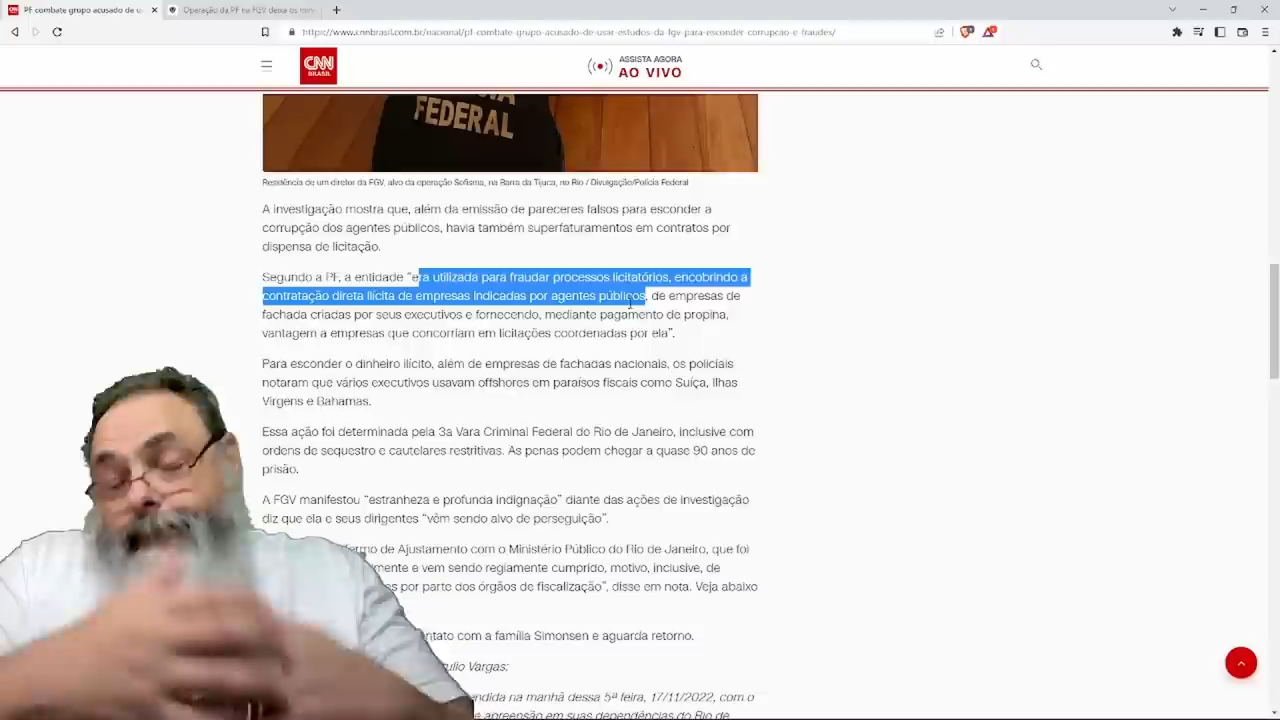 PF combate grupo acusado de u
Operação da PF na FGV deixa os
https://www.cnnbrasil.com.br/nacional/pf-combate-grupo-acusado-de-usar-estudos-da-fgv-para-esconder-corrupcao-e-fraudes/
CNN
BRASIL
ASSISTA AGORA
AO VIVO
FEDERAL
Residência de um diretor da FGV, alvo da operação Sofisma, na Barra da Tijuca, no Rio / Divulgação/Polícia Federal
A investigação mostra que, além da emissão de pareceres falsos para esconder a
corrupção dos agentes públicos, havia também superfaturamentos em contratos por
dispensa de licitação.
Segundo a PF, a entidade “era utilizada para fraudar processos licitatórios, encobrindo a
contratação direta ilícita de empresas indicadas por agentes públicos, de empresas de
fachada criadas por seus executivos e fornecendo, mediante pagamento de propina,
vantagem a empresas que concorriam em licitações coordenadas por ela”.
Para esconder o dinheiro ilícito, além de empresas de fachadas nacionais, os policiais
notaram que vários executivos usavam offshores em paraísos fiscais como Suíça, Ilhas
Virgens e Bahamas.
Essa ação foi determinada pela 3a Vara Criminal Federal do Rio de Janeiro, inclusive com
ordens de sequestro e cautelares restritivas. As penas podem chegar a quase 90 anos de
prisão.
A FGV manifestou “estranheza e profunda indignação” diante das ações de investigação
diz que ela e seus dirigentes “vêm sendo alvo de perseguição”.
de Ajustamento com o Ministério Público do Rio de Janeiro, que foi
mente e vem sendo regiamente cumprido, motivo, inclusive, de
por parte dos órgãos de fiscalização”, disse em nota. Veja abaixo
ntato com a família Simonsen e aguarda retorno.
Vargas:
ndida na manhã dessa 5ª feira, 17/11/2022, com o
e apreensão em suas dependências do Rio de